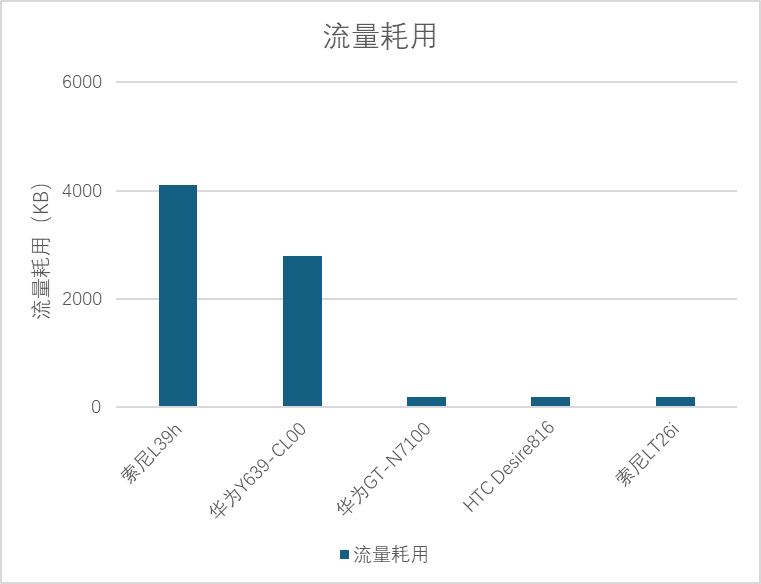 流量耗用
流量耗用（KB）
6000
4000
2000
0
索尼L39h
华为Y639-CL00
华为GT-N7100
HTC Desire816
索尼LT26i
流量耗用